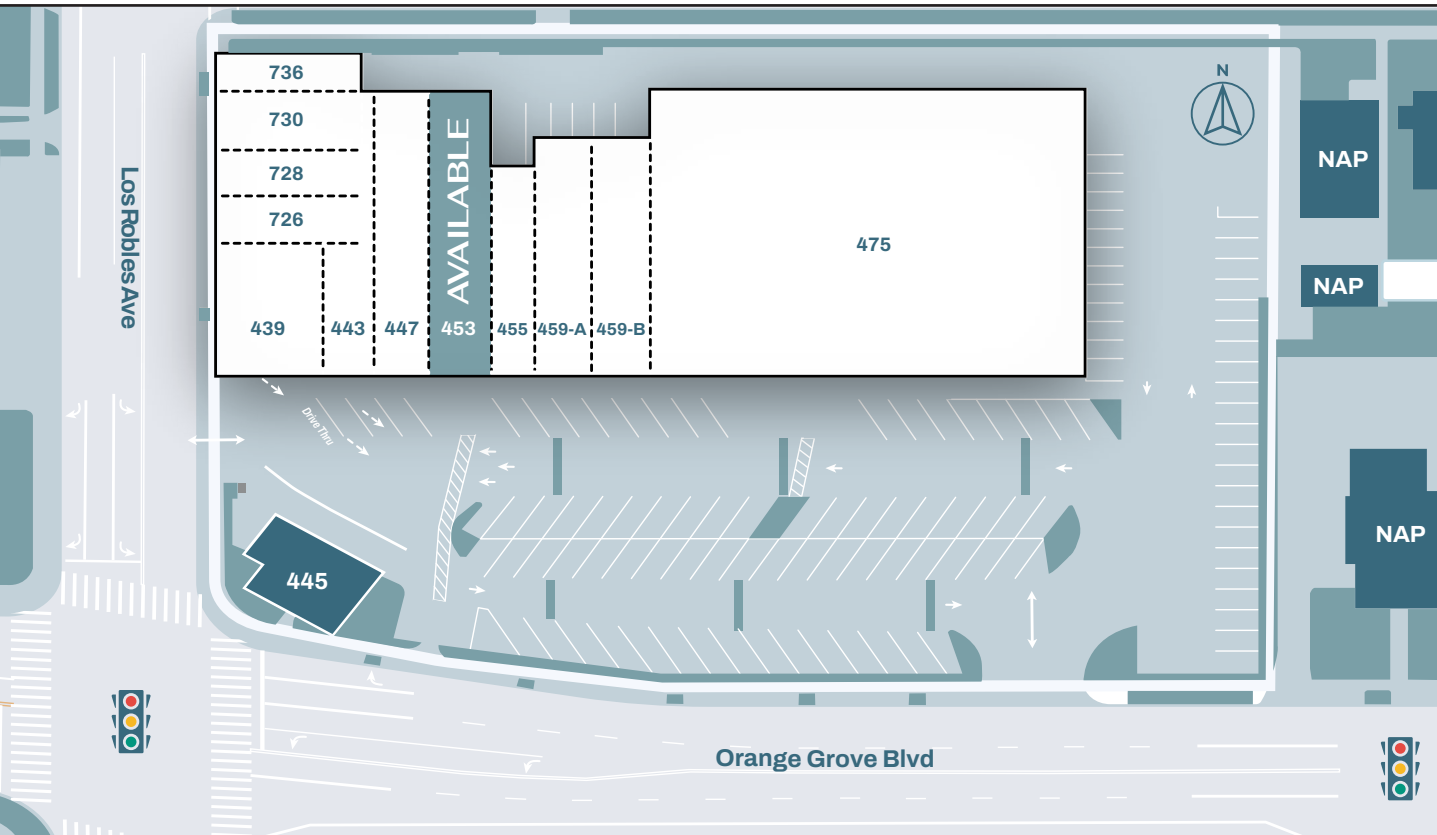 N
736
730
728
726
AVAILABLE
439
443
447
453
455
459-A
459-B
475
NAP
NAP
NAP
Los Robles Ave
Drive Thru
445
Orange Grove Blvd